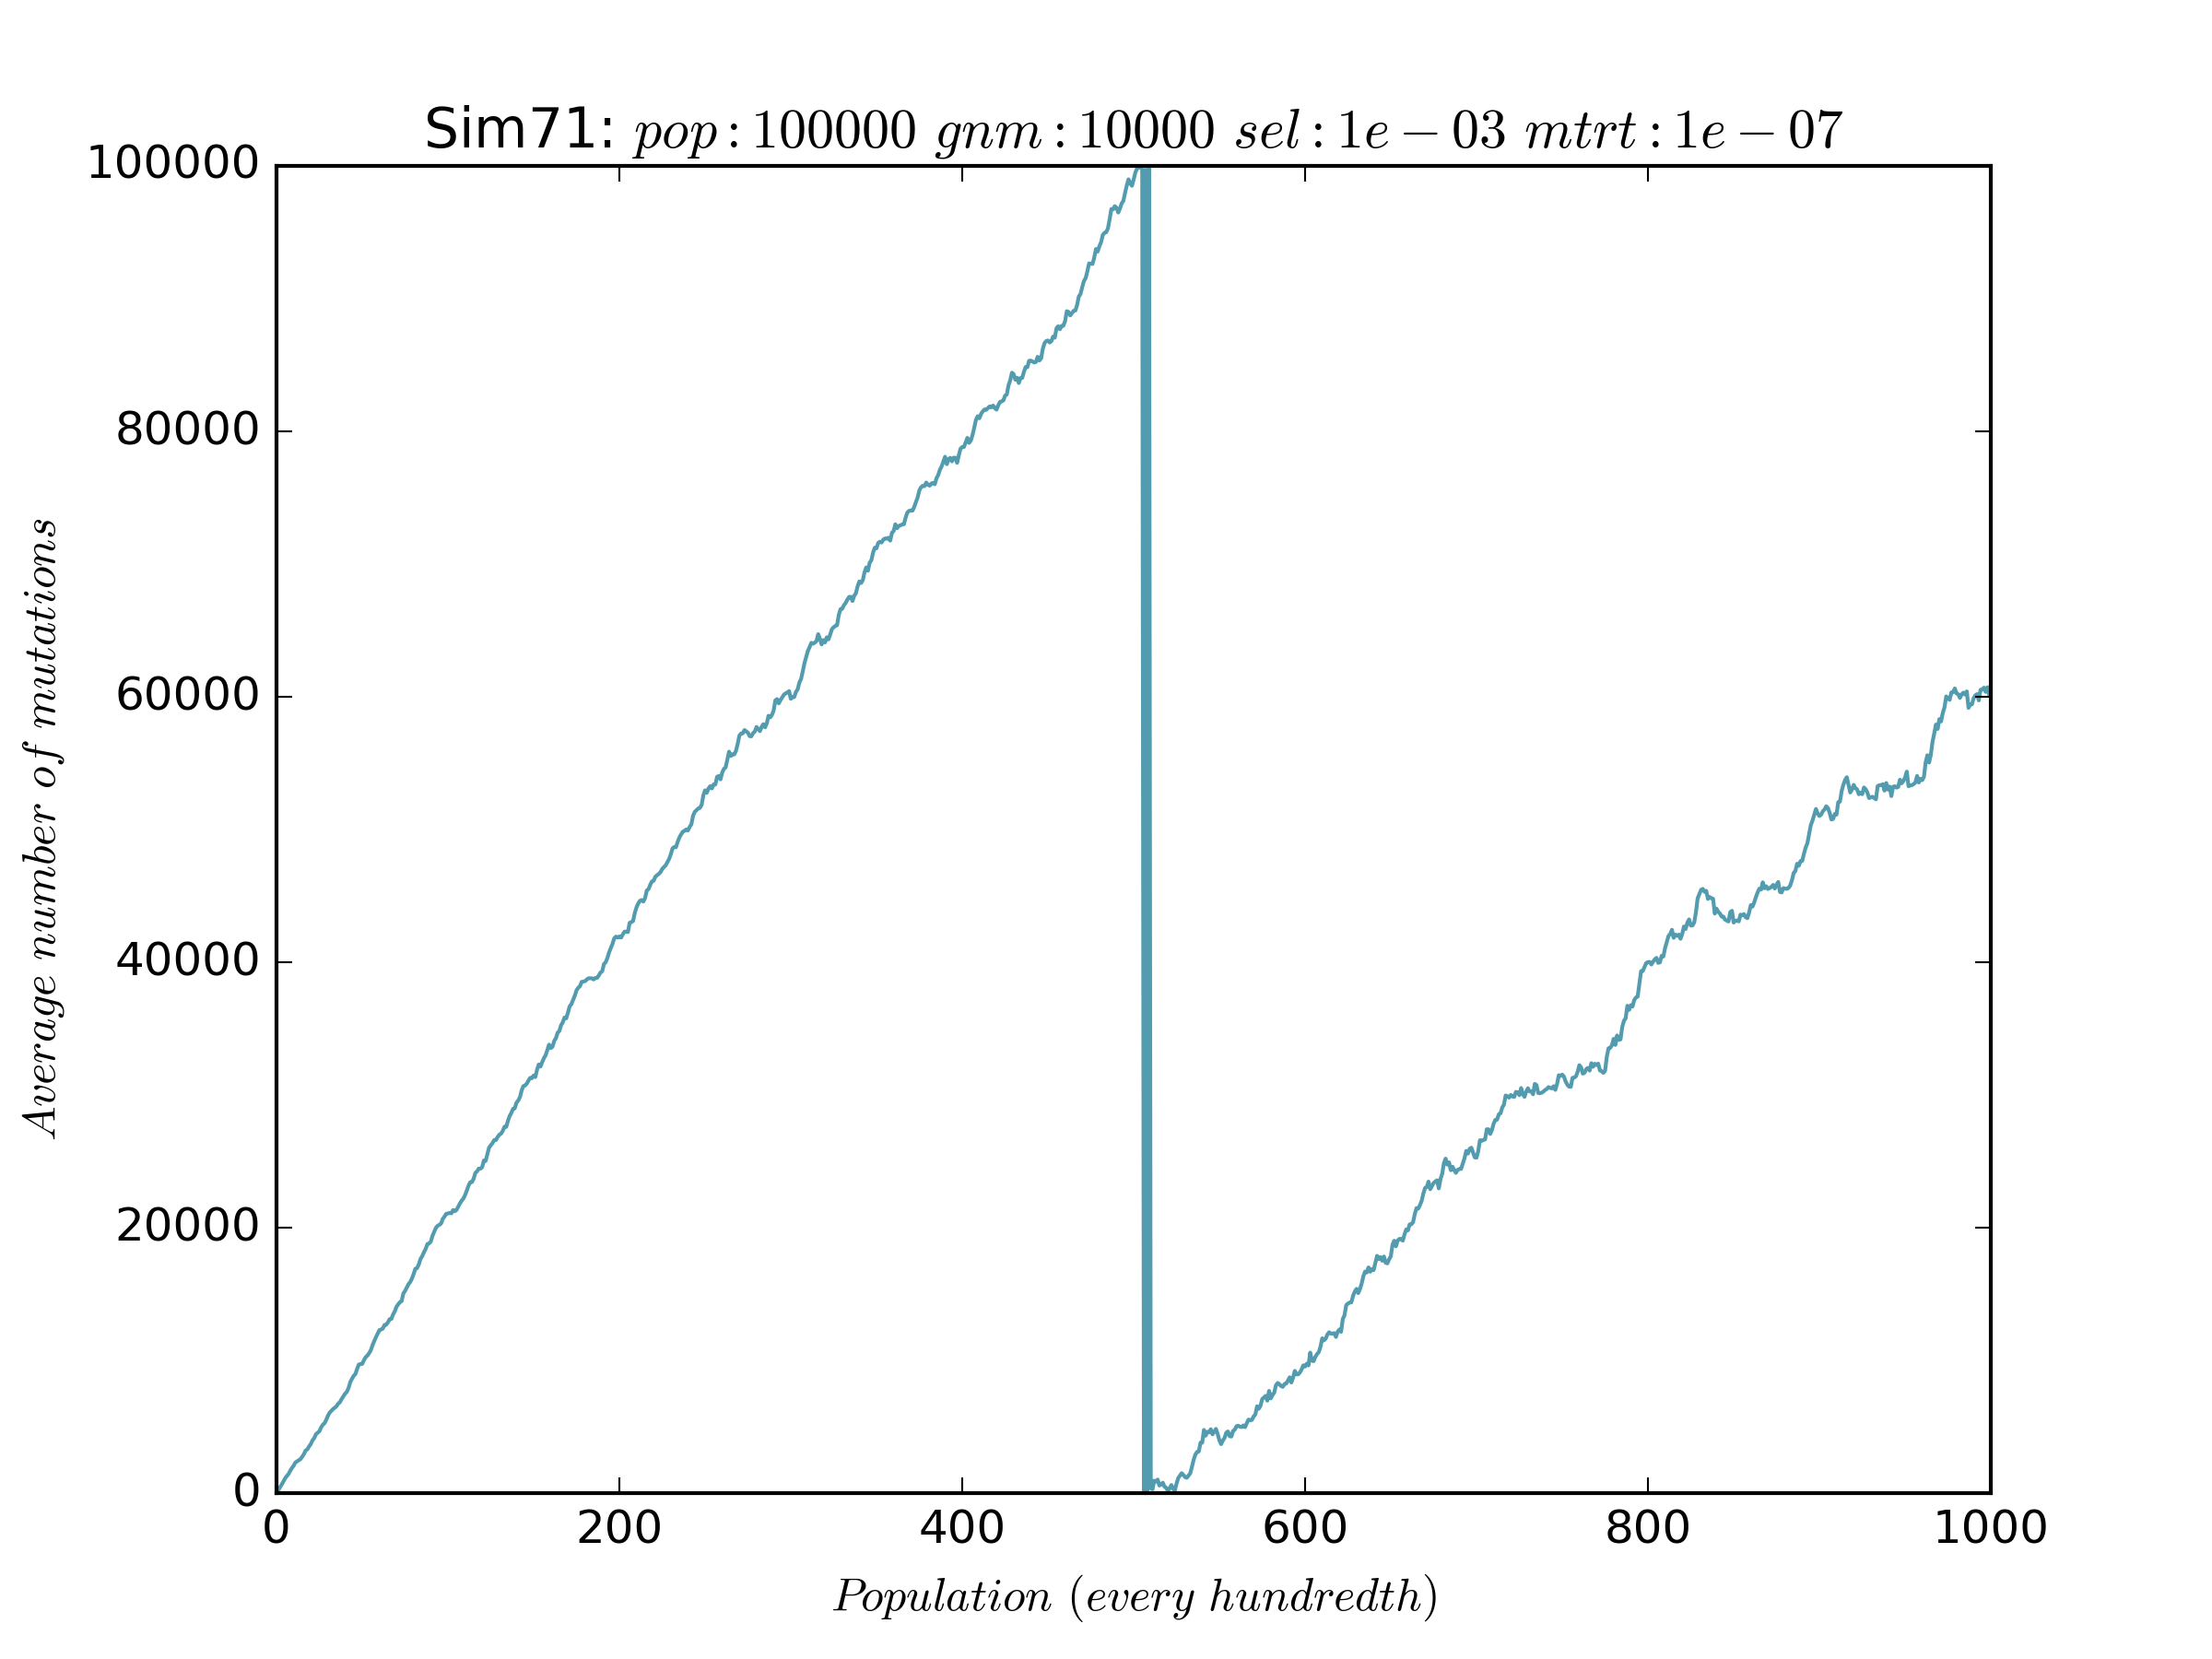 Sim71: pop : 100000 gnm : 10000 sel : 1e − 03 mtrt : 1e − 07
100000
80000
60000
40000
20000
0
Average number of mutations
0 200 400 600 800 1000
Population (every hundredth)